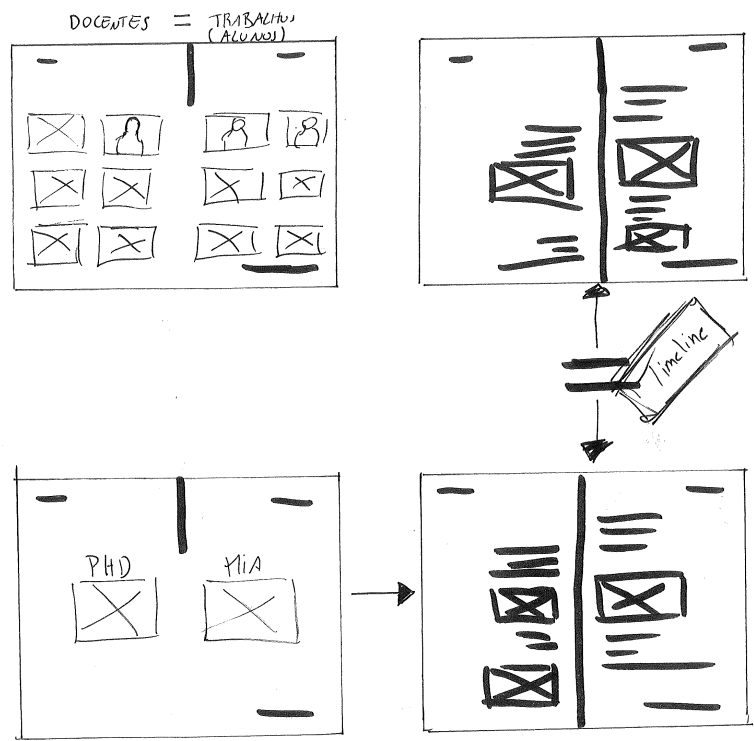 DOCENTES = TRABALHOS
(ALUNOS)
Timeline
PHD
MIA